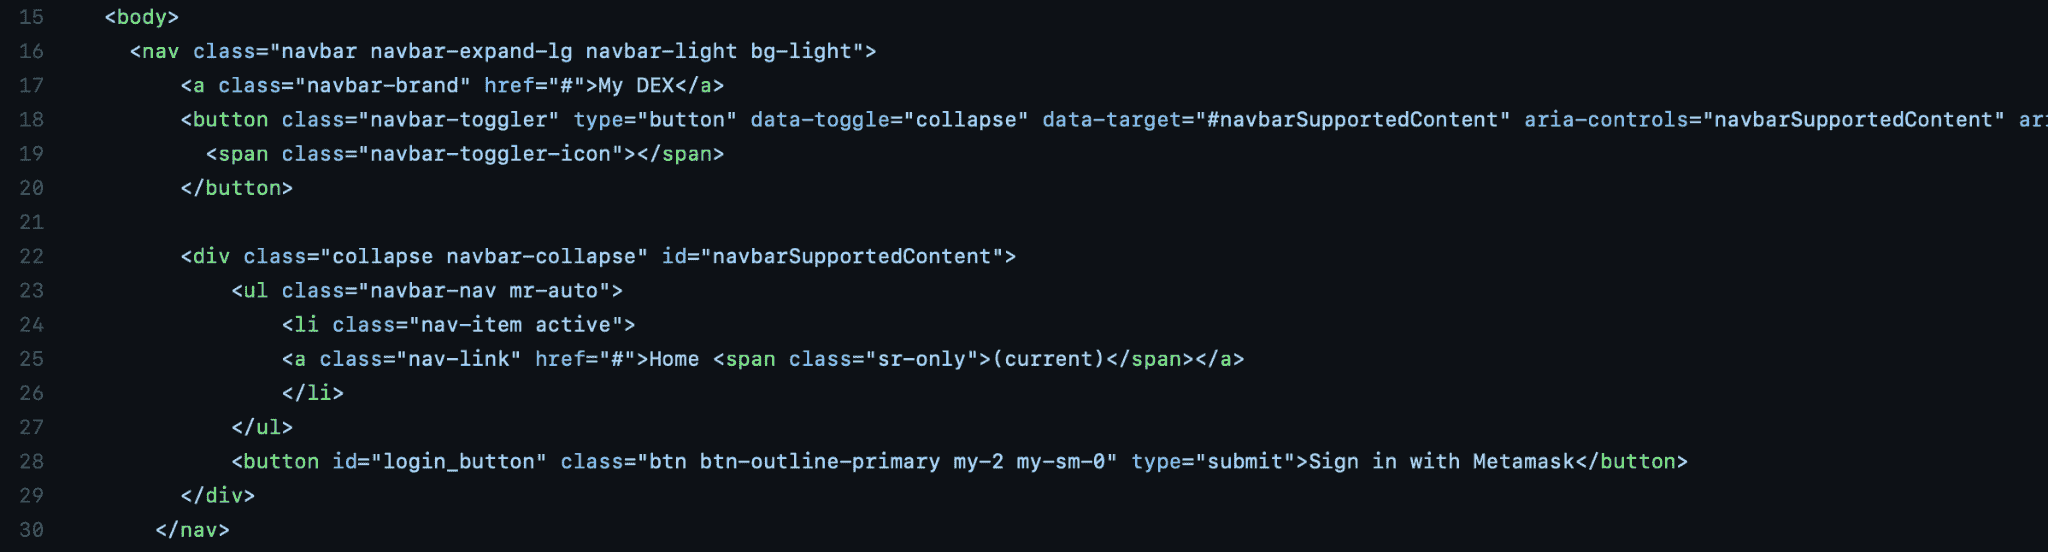 15 <body>
16 <nav class="navbar navbar-expand-lg navbar-light bg-light">
17 <a class="navbar-brand" href="#">My DEX</a>
18 <button class="navbar-toggler" type="button" data-toggle="collapse" data-target="#navbarSupportedContent" aria-controls="navbarSupportedContent" ari
19 <span class="navbar-toggler-icon"></span>
20 </button>
21
22 <div class="collapse navbar-collapse" id="navbarSupportedContent">
23 <ul class="navbar-nav mr-auto">
24 <li class="nav-item active">
25 <a class="nav-link" href="#">Home <span class="sr-only">(current)</span></a>
26 </li>
27 </ul>
28 <button id="login_button" class="btn btn-outline-primary my-2 my-sm-0" type="submit">Sign in with Metamask</button>
29 </div>
30 </nav>